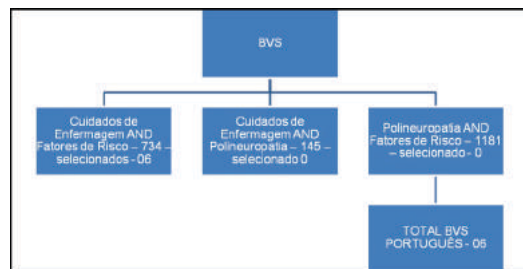 BVS
Cuidados de
Enfermagem AND
Fatores de Risco – 734 –
selecionados - 06
Cuidados de
Enfermagem AND
Polineuropatia – 145 –
selecionado 0
Polineuropatia AND
Fatores de Risco – 1181
– selecionado - 0
TOTAL BVS
PORTUGUÊS - 06